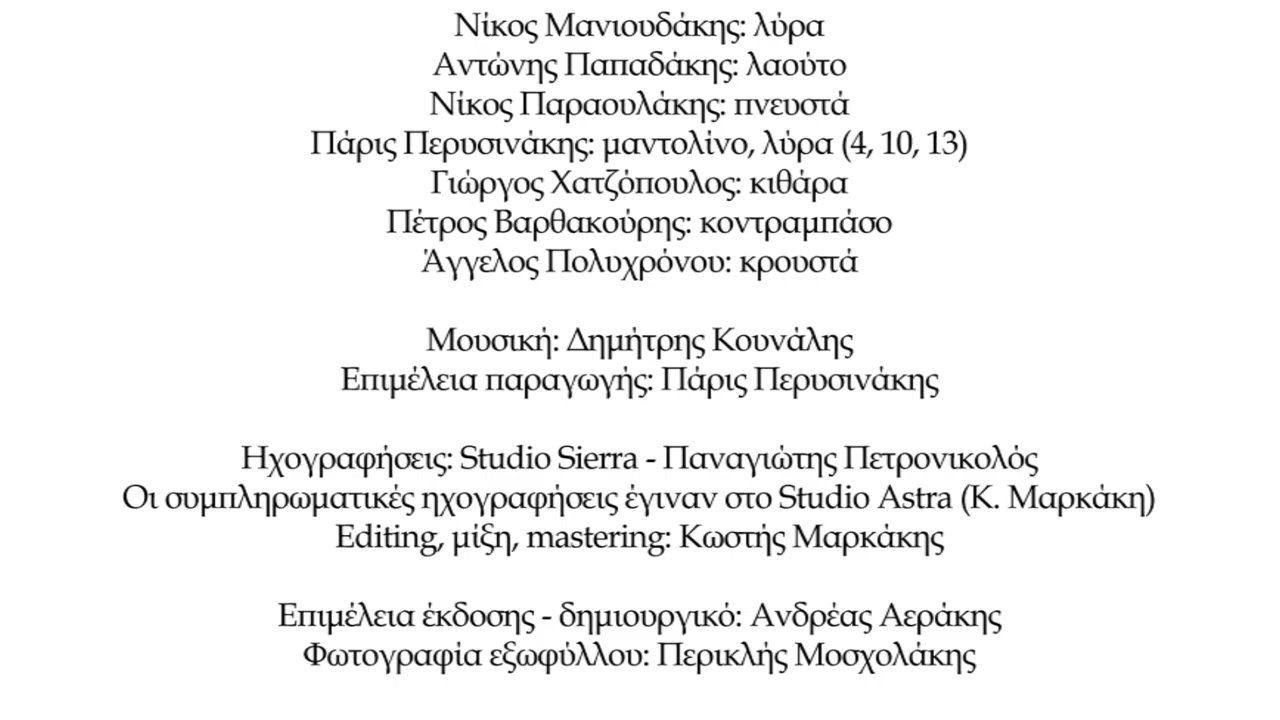 Νίκος Μανιουδάκης: λύρα
Αντώνης Παπαδάκης: λαούτο
Νίκος Παραουλάκης: πνευστά
Πάρις Περυσινάκης: μαντολίνο, λύρα (4, 10, 13)
Γιώργος Χατζόπουλος: κιθάρα
Πέτρος Βαρθακούρης: κοντραμπάσο
Άγγελος Πολυχρόνου: κρουστά
Μουσική: Δημήτρης Κουνάλης
Επιμέλεια παραγωγής: Πάρις Περυσινάκης
Ηχογραφήσεις: Studio Sierra - Παναγιώτης Πετρονικολός
Οι συμπληρωματικές ηχογραφήσεις έγιναν στο Studio Astra (Κ. Μαρκάκη)
Editing, μίξη, mastering: Κωστής Μαρκάκης
Επιμέλεια έκδοσης - δημιουργικό: Ανδρέας Αεράκης
Φωτογραφία εξωφύλλου: Περικλής Μοσχολάκης